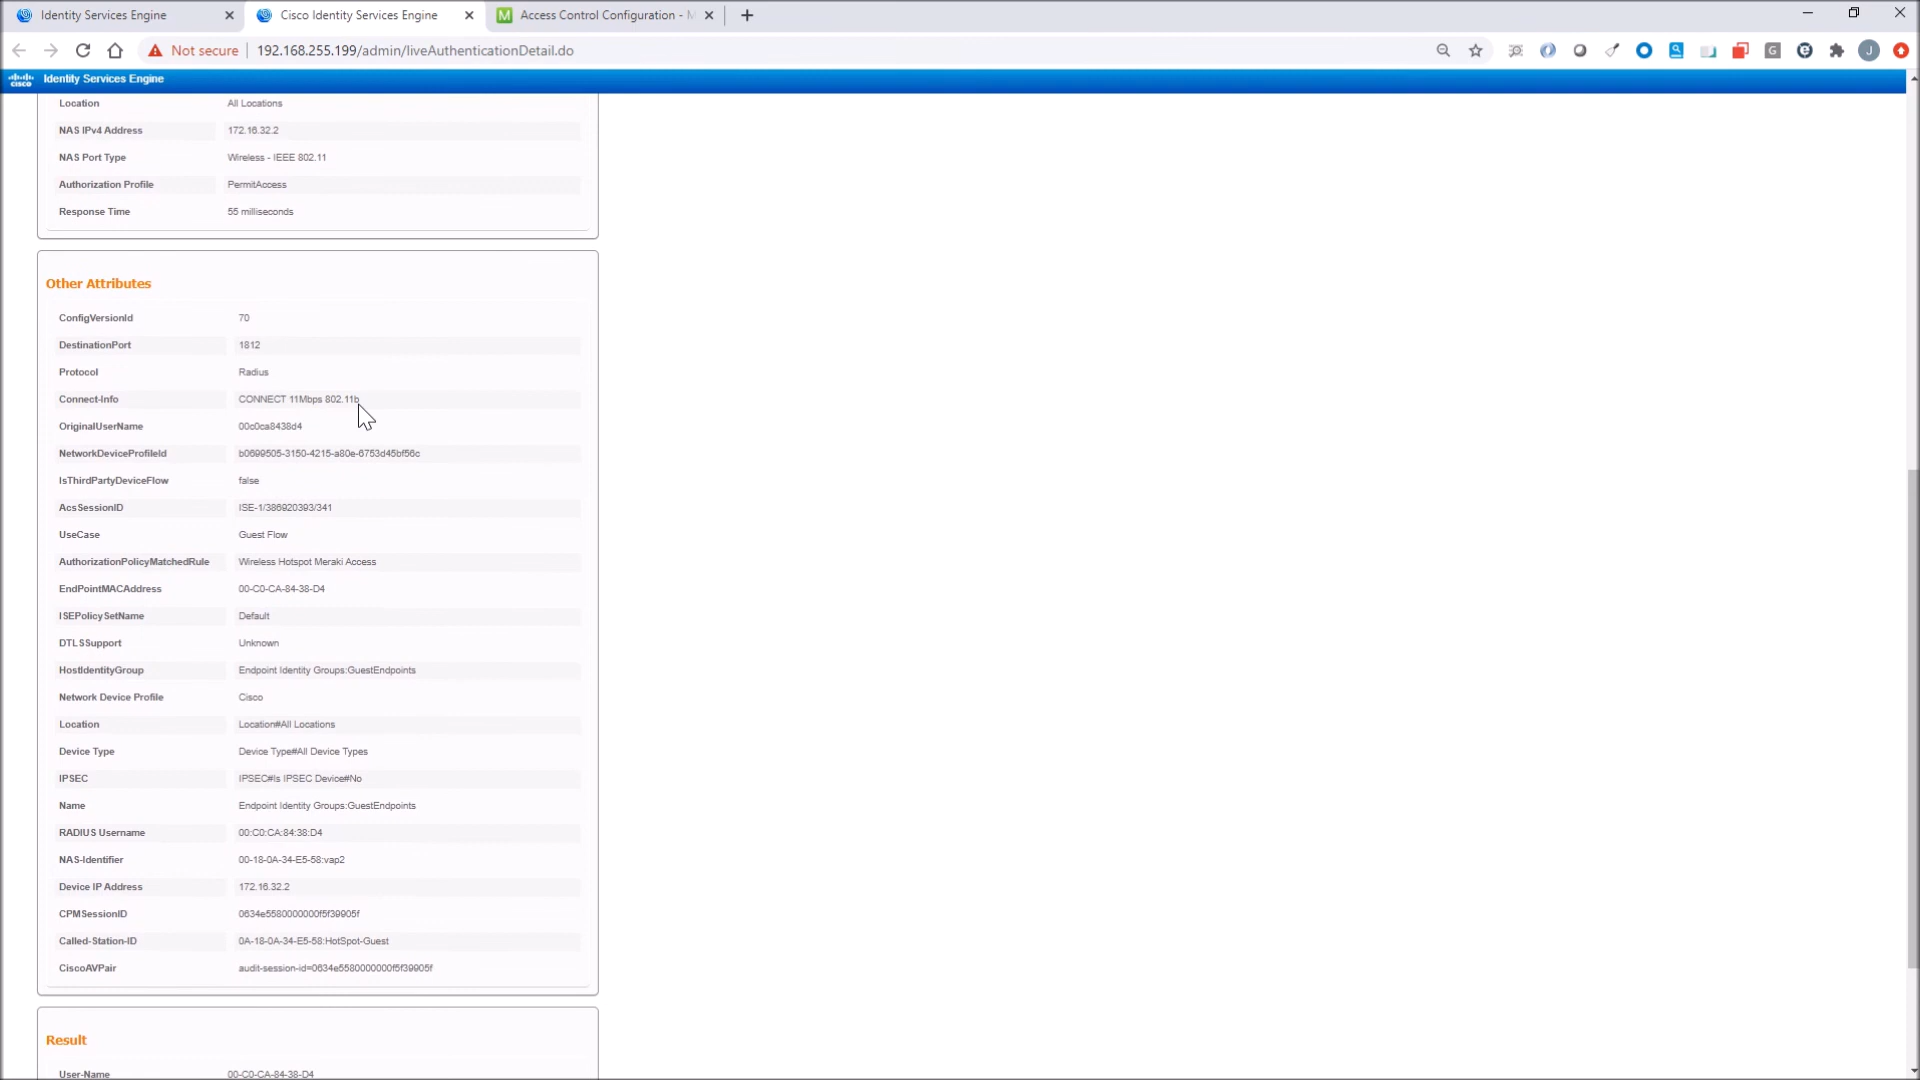 Identity Services Engine
Cisco Identity Services Engine
Access Control Configuration - M
Not secure 192.168.255.199/admin/liveAuthenticationDetail.do
cisco Identity Services Engine
Location All Locations
NAS IPv4 Address 172.16.32.2
NAS Port Type Wireless - IEEE 802.11
Authorization Profile PermitAccess
Response Time 55 milliseconds
Other Attributes
ConfigVersionId 70
DestinationPort 1812
Protocol Radius
Connect-Info CONNECT 11Mbps 802.11b
OriginalUserName 00c0ca8438d4
NetworkDeviceProfileId b0699505-3150-4215-a80e-6753d45bf56c
IsThirdPartyDeviceFlow false
AcsSessionID ISE-1/386920393/341
UseCase Guest Flow
AuthorizationPolicyMatchedRule Wireless Hotspot Meraki Access
EndPointMACAddress 00-C0-CA-84-38-D4
ISEPolicySetName Default
DTLSSupport Unknown
HostIdentityGroup Endpoint Identity Groups:GuestEndpoints
Network Device Profile Cisco
Location Location#All Locations
Device Type Device Type#All Device Types
IPSEC IPSEC#Is IPSEC Device#No
Name Endpoint Identity Groups:GuestEndpoints
RADIUS Username 00:C0:CA:84:38:D4
NAS-Identifier 00-18-0A-34-E5-58:vap2
Device IP Address 172.16.32.2
CPMSessionID 0634e5580000000f5f39905f
Called-Station-ID 0A-18-0A-34-E5-58:HotSpot-Guest
CiscoAVPair audit-session-id=0634e5580000000f5f39905f
Result
User-Name 00-C0-CA-84-38-D4